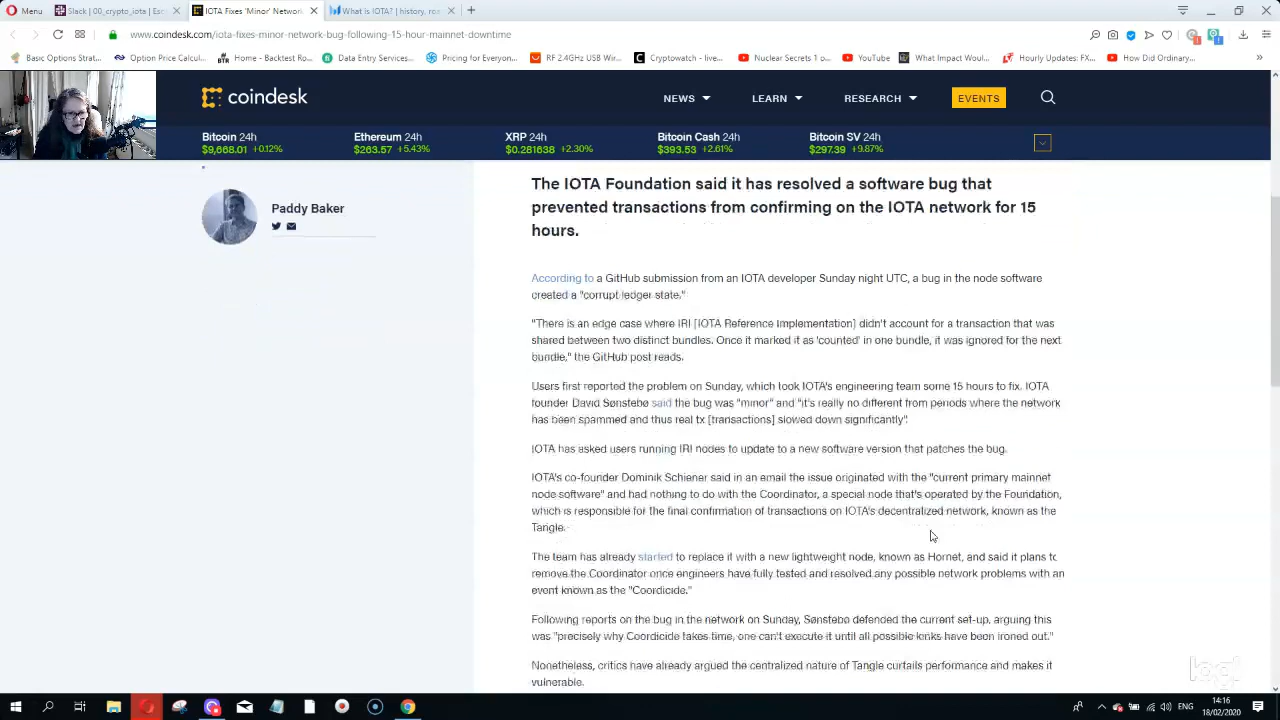 Menu
Slack | 00_crypto_iota | Esc
IOTA Fixes 'Minor' Network
What is IOTA? | history, ro
www.coindesk.com/iota-fixes-minor-network-bug-following-15-hour-mainnet-downtime
Basic Options Strat...
Option Price Calcul...
Home - Backtest Ro...
Data Entry Services...
Pricing for Everyon...
RF 2.4GHz USB Wir...
Cryptowatch - live...
Nuclear Secrets 1 o...
YouTube
What Impact Woul...
Hourly Updates: FX...
How Did Ordinary...
coindesk
NEWS
LEARN
RESEARCH
EVENTS
Bitcoin 24h
$9,668.01 +0.12%
Ethereum 24h
$263.57 +5.43%
XRP 24h
$0.281638 +2.30%
Bitcoin Cash 24h
$393.53 +2.61%
Bitcoin SV 24h
$297.39 +9.87%
Paddy Baker
The IOTA Foundation said it has resolved a software bug that
prevented transactions from confirming on the IOTA network for 15
hours.
According to a GitHub submission from an IOTA developer Sunday night UTC, a bug in the node software
created a "corrupt ledger state."
"There is an edge case where IRI [IOTA Reference Implementation] didn't account for a transaction that was
shared between two distinct bundles. Once it marked it as 'counted' in one bundle, it was ignored for the next
bundle," the GitHub post reads.
Users first reported the problem on Sunday, which took IOTA's engineering team some 15 hours to fix. IOTA
founder David Sønstebø said the bug was "minor" and "it's really no different from periods where the network
has been spammed and thus real tx [transactions] slowed down significantly".
IOTA has asked users running IRI nodes to update to a new software version that patches the bug.
IOTA's co-founder Dominik Schiener said in an email the issue originated with the "current primary mainnet
node software" and had nothing to do with the Coordinator, a special node that's operated by the Foundation,
which is responsible for the final confirmation of transactions on IOTA's decentralized network, known as the
Tangle.
The team has already started to replace it with a new lightweight node, known as Hornet, and said it plans to
remove the Coordinator once engineers have fully tested and resolved any possible network problems with an
event known as the "Coordicide."
Following reports on the bug in the network on Sunday, Sønstebø defended the current set-up, arguing this
was "precisely why Coordicide takes time, one can't execute it until all possible kinks have been ironed out."
Nonetheless, critics have already argued the centralized nature of Tangle curtails performance and makes it
vulnerable.
logi
ENG
14:16
18/02/2020